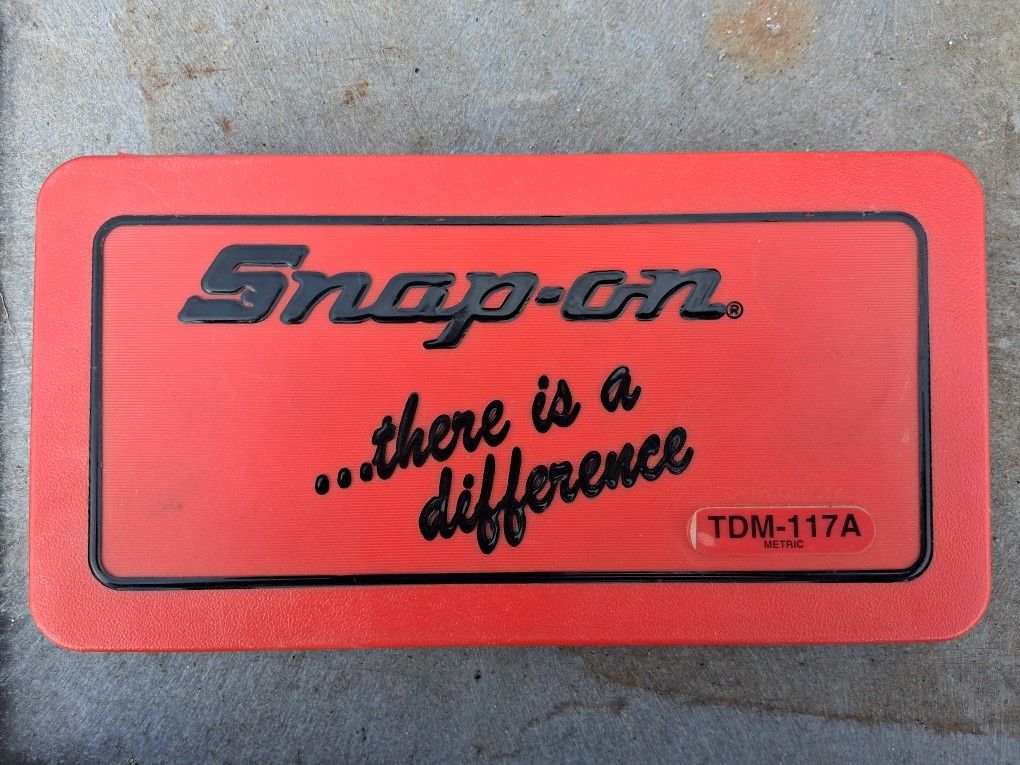 Snap-on®
...there is a
difference
TDM-117A
METRIC